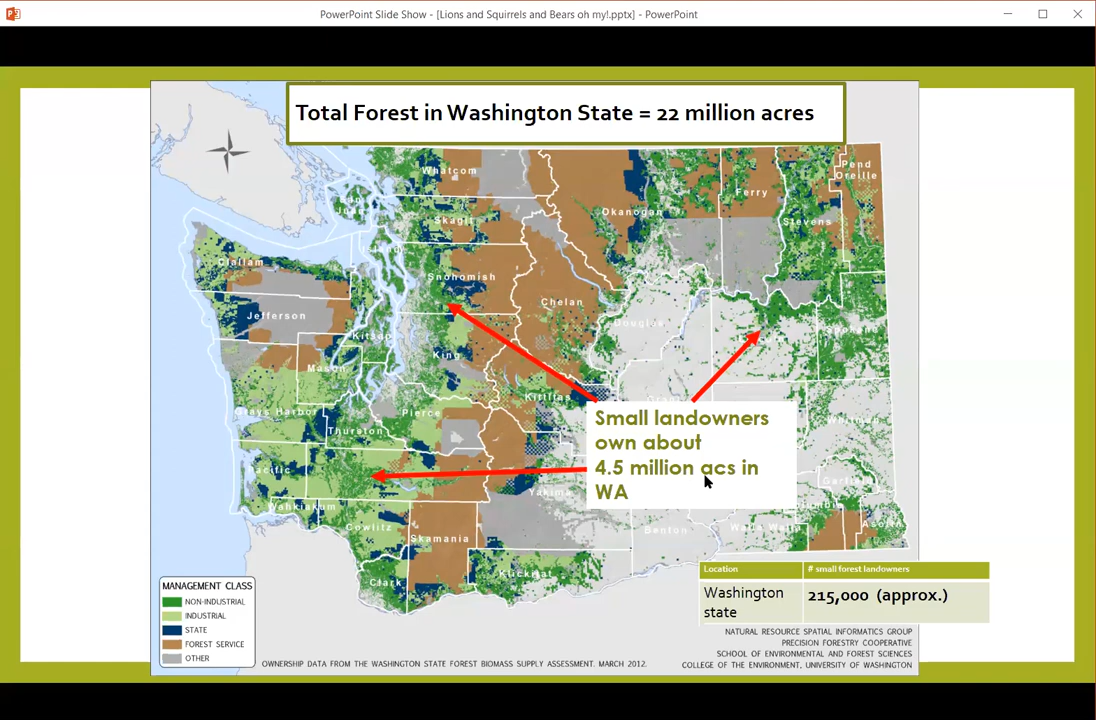 PowerPoint Slide Show - [Lions and Squirrels and Bears oh my!.pptx] - PowerPoint
Total Forest in Washington State = 22 million acres
Whatcom
Pend
Oreille
Ferry
Okanogan
Skagit
Stevens
Clallam
Snohomish
Chelan
Jefferson
Douglas
Spokane
Kitsap
King
Mason
Kittitas
Grays Harbor
Pierce
Thurston
Small landowners
own about
4.5 million acs in
WA
Whitman
Pacific
Yakima
Garfield
Wahkiakum
Cowlitz
Benton
Walla Walla
Asotin
Skamania
Clark
Klickitat
Location
# small forest landowners
Washington
state
215,000 (approx.)
MANAGEMENT CLASS
NON-INDUSTRIAL
INDUSTRIAL
STATE
FOREST SERVICE
OTHER
OWNERSHIP DATA FROM THE WASHINGTON STATE FOREST BIOMASS SUPPLY ASSESSMENT. MARCH 2012.
NATURAL RESOURCE SPATIAL INFORMATICS GROUP
PRECISION FORESTRY COOPERATIVE
SCHOOL OF ENVIRONMENTAL AND FOREST SCIENCES
COLLEGE OF THE ENVIRONMENT, UNIVERSITY OF WASHINGTON